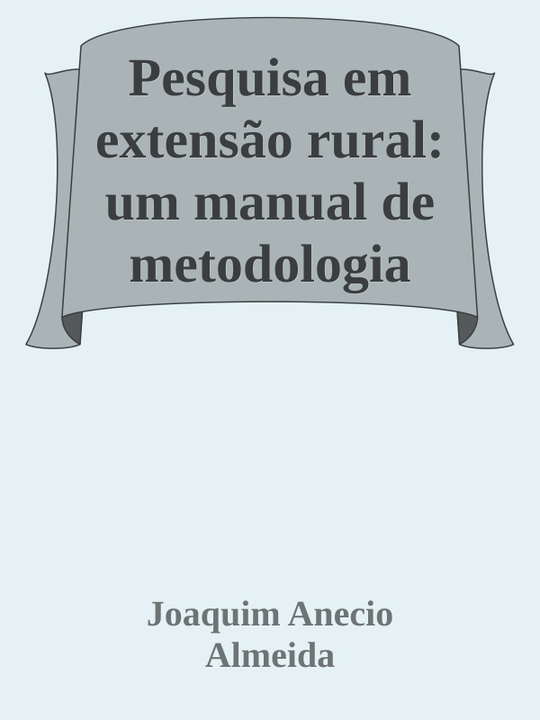 Pesquisa em
extensão rural:
um manual de
metodologia
Joaquim Anecio
Almeida